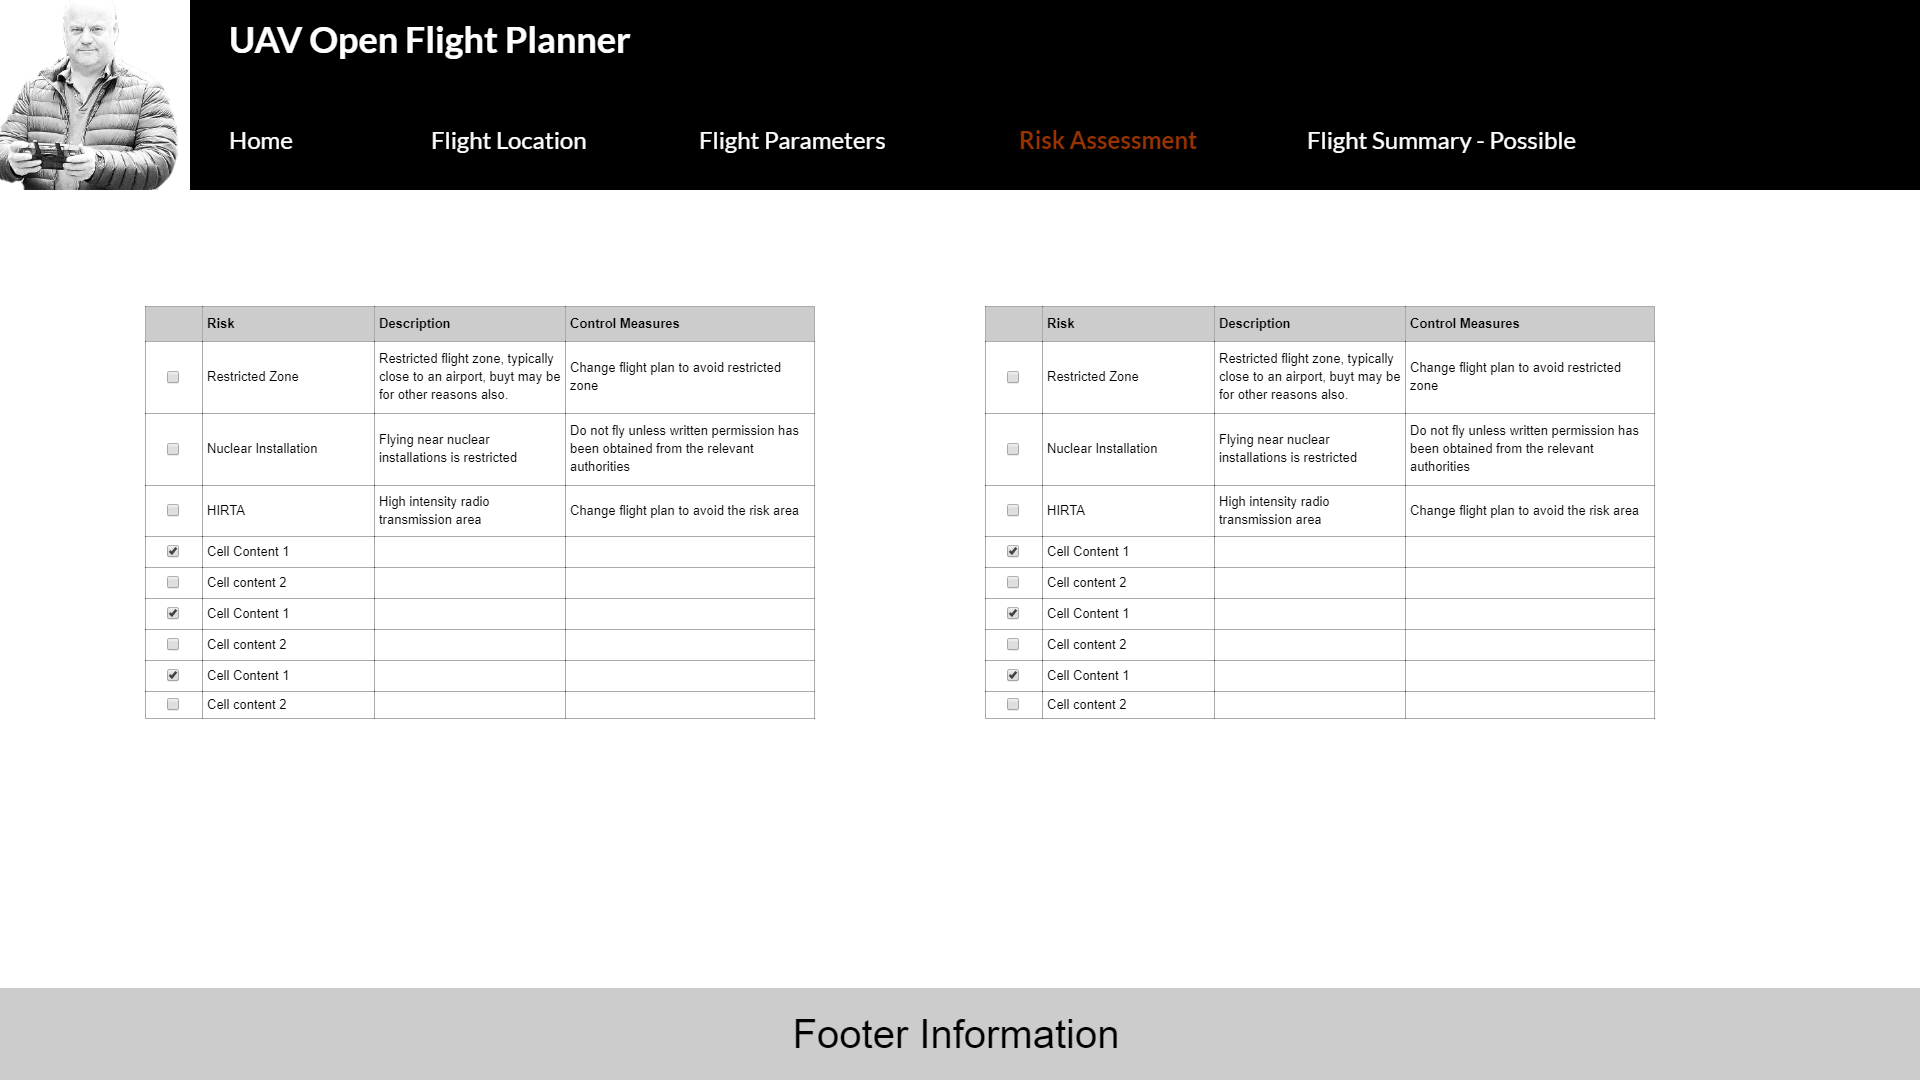 UAV Open Flight Planner
Home Flight Location Flight Parameters Risk Assessment Flight Summary - Possible
Risk Description Control Measures
Restricted Zone
Restricted flight zone, typically
close to an airport, buyt may be
for other reasons also.
Change flight plan to avoid restricted
zone
Nuclear Installation
Flying near nuclear
installations is restricted
Do not fly unless written permission has
been obtained from the relevant
authorities
HIRTA
High intensity radio
transmission area
Change flight plan to avoid the risk area
Cell Content 1
Cell content 2
Cell Content 1
Cell content 2
Cell Content 1
Cell content 2
Risk Description Control Measures
Restricted Zone
Restricted flight zone, typically
close to an airport, buyt may be
for other reasons also.
Change flight plan to avoid restricted
zone
Nuclear Installation
Flying near nuclear
installations is restricted
Do not fly unless written permission has
been obtained from the relevant
authorities
HIRTA
High intensity radio
transmission area
Change flight plan to avoid the risk area
Cell Content 1
Cell content 2
Cell Content 1
Cell content 2
Cell Content 1
Cell content 2
Footer Information